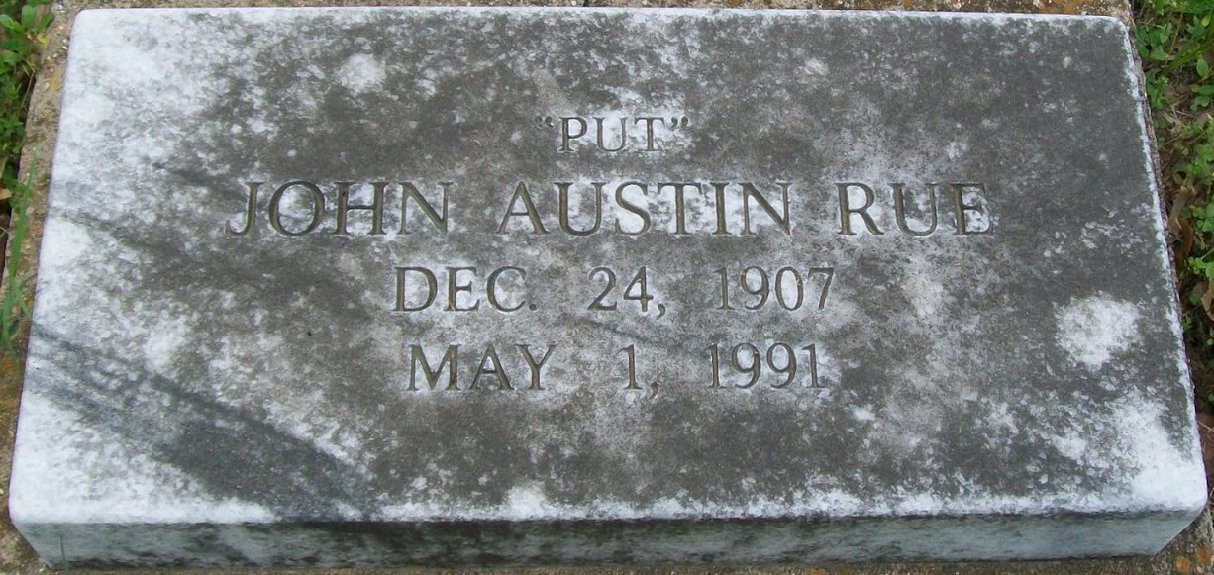 "PUT"
JOHN AUSTIN RUE
DEC. 24, 1907
MAY 1, 1991